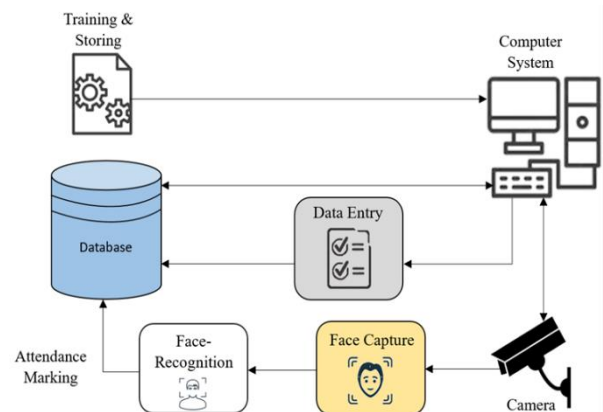 Training &
Storing
Computer
System
Data Entry
Database
Face-
Recognition
Face Capture
Attendance
Marking
Camera